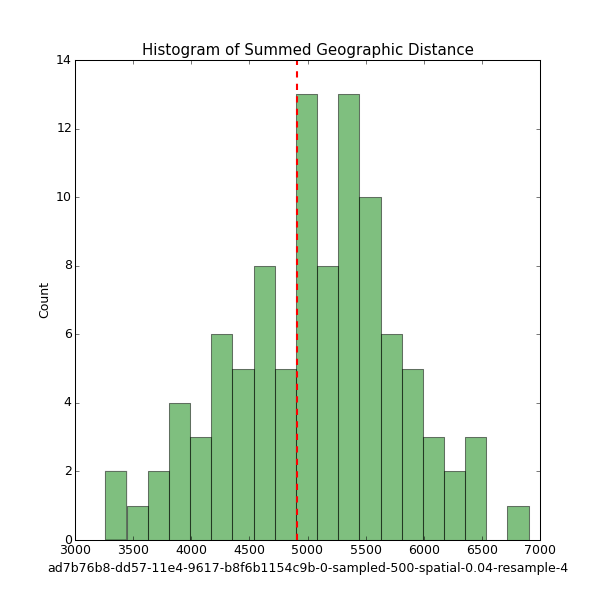 Histogram of Summed Geographic Distance
14
12
10
8
6
4
2
0
Count
3000 3500 4000 4500 5000 5500 6000 6500 7000
ad7b76b8-dd57-11e4-9617-b8f6b1154c9b-0-sampled-500-spatial-0.04-resample-4